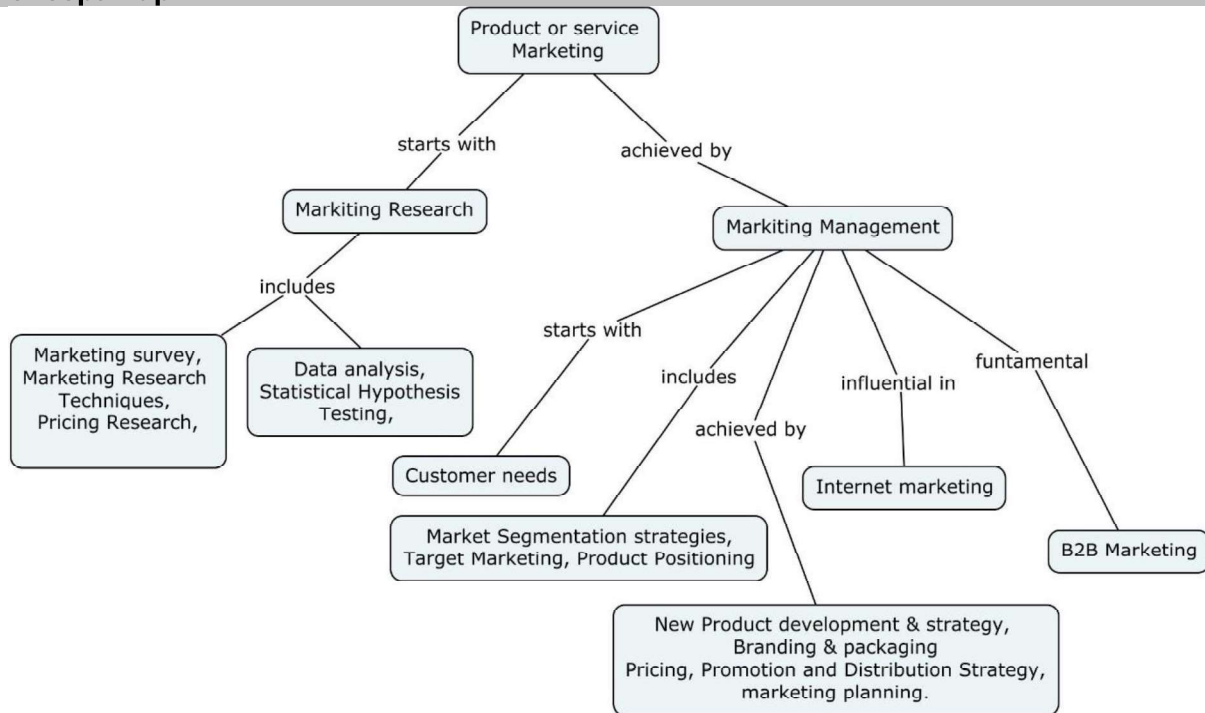 Product or service
Marketing
starts with
achieved by
Markiting Research
Markiting Management
includes
starts with
Marketing survey,
Marketing Research
Techniques,
Pricing Research,
Data analysis,
Statistical Hypothesis
Testing,
includes
influential in
funtamental
achieved by
Customer needs
Internet marketing
Market Segmentation strategies,
Target Marketing, Product Positioning
B2B Marketing
New Product development & strategy,
Branding & packaging
Pricing, Promotion and Distribution Strategy,
marketing planning.